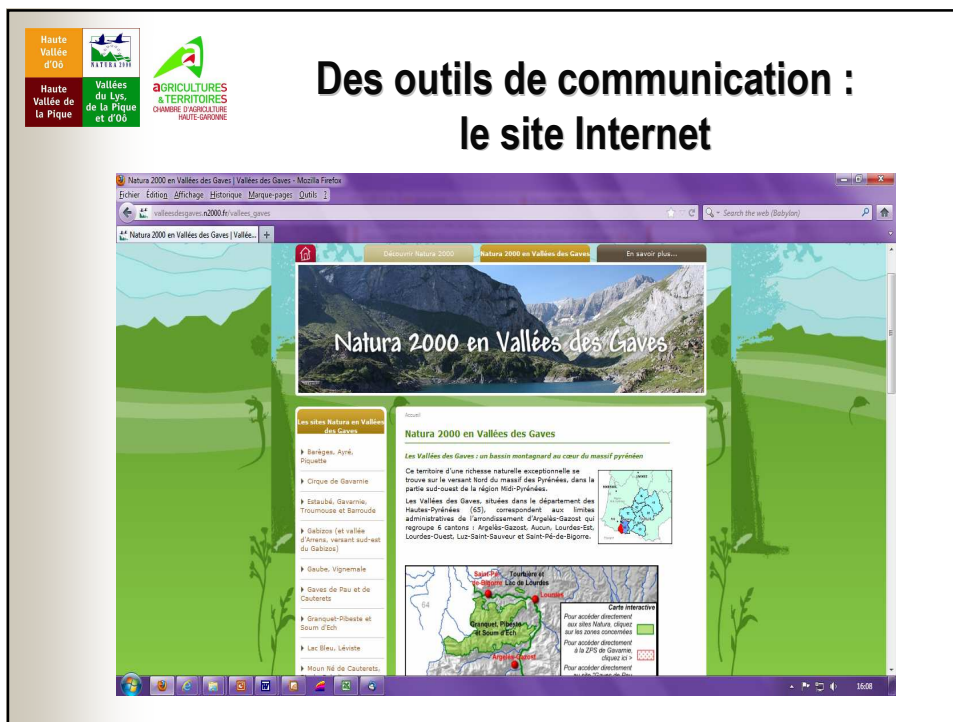 Haute
Vallée
d'Oô
NATURA 2000
Haute
Vallée de
la Pique
Vallées
du Lys,
de la Pique
et d'Oô
aGRICULTURES
& TERRITOIRES
CHAMBRE D'AGRICULTURE
HAUTE-GARONNE
Des outils de communication :
le site Internet
Natura 2000 en Vallées des Gaves | Vallées des Gaves - Mozilla Firefox
Fichier Édition Affichage Historique Marque-pages Outils ?
valleesdesgaves.n2000.fr/vallees_gaves
Search the web (Babylon)
Natura 2000 en Vallées des Gaves | Vallée...
Découvrir Natura 2000
Natura 2000 en Vallées des Gaves
En savoir plus...
Natura 2000 en Vallées des Gaves
Les sites Natura en Vallées
des Gaves
Barèges, Ayré,
Piquette
Cirque de Gavarnie
Estaubé, Gavarnie,
Troumouse et Barroude
Gabizos (et vallée
d'Arrens, versant sud-est
du Gabizos)
Gaube, Vignemale
Gaves de Pau et de
Cauterets
Granquet-Pibeste et
Soum d'Ech
Lac Bleu, Léviste
Moun Né de Cauterets,
Accueil
Natura 2000 en Vallées des Gaves
Les Vallées des Gaves : un bassin montagnard au cœur du massif pyrénéen
Ce territoire d'une richesse naturelle exceptionnelle se
trouve sur le versant Nord du massif des Pyrénées, dans la
partie sud-ouest de la région Midi-Pyrénées.
Les Vallées des Gaves, situées dans le département des
Hautes-Pyrénées (65), correspondent aux limites
administratives de l'arrondissement d'Argelès-Gazost qui
regroupe 6 cantons : Argelès-Gazost, Aucun, Lourdes-Est,
Lourdes-Ouest, Luz-Saint-Sauveur et Saint-Pé-de-Bigorre.
Saint-Pé-
de-Bigorre
Tourbière et
Lac de Lourdes
Lourdes
64
Granquet, Pibeste
et Soum d'Ech
Argelès-Gazost
Carte interactive
Pour accéder directement
aux sites Natura, cliquez
sur les zones concernées
Pour accéder directement
à la ZPS de Gavarnie,
cliquez ici >
Pour accéder directement
au site "Gaves de Pau
16:08